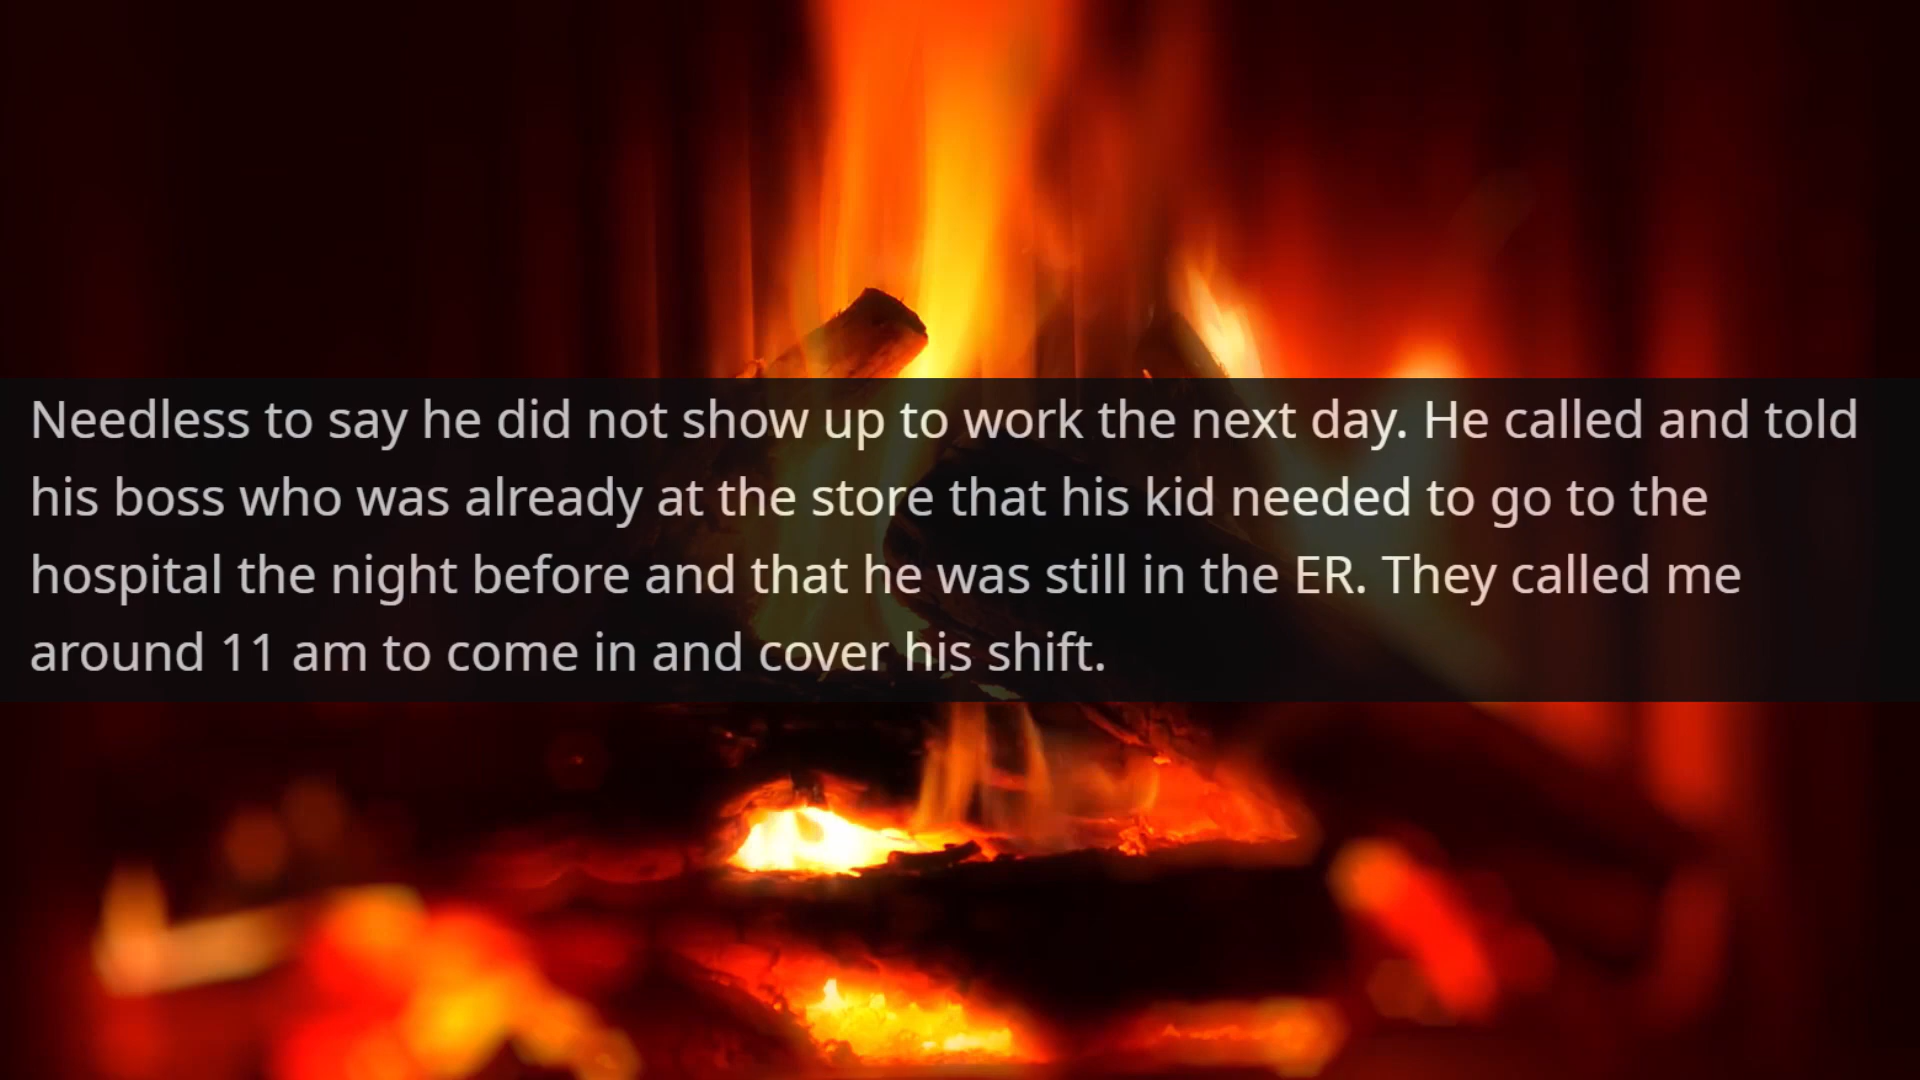 Needless to say he did not show up to work the next day. He called and told
his boss who was already at the store that his kid needed to go to the
hospital the night before and that he was still in the ER. They called me
around 11 am to come in and cover his shift.